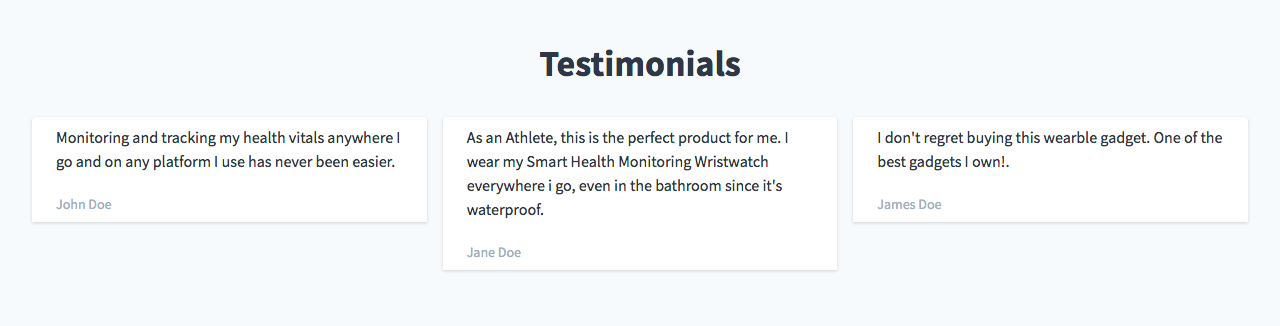 Testimonials
Monitoring and tracking my health vitals anywhere I
go and on any platform I use has never been easier.
John Doe
As an Athlete, this is the perfect product for me. I
wear my Smart Health Monitoring Wristwatch
everywhere i go, even in the bathroom since it's
waterproof.
Jane Doe
I don't regret buying this wearble gadget. One of the
best gadgets I own!.
James Doe